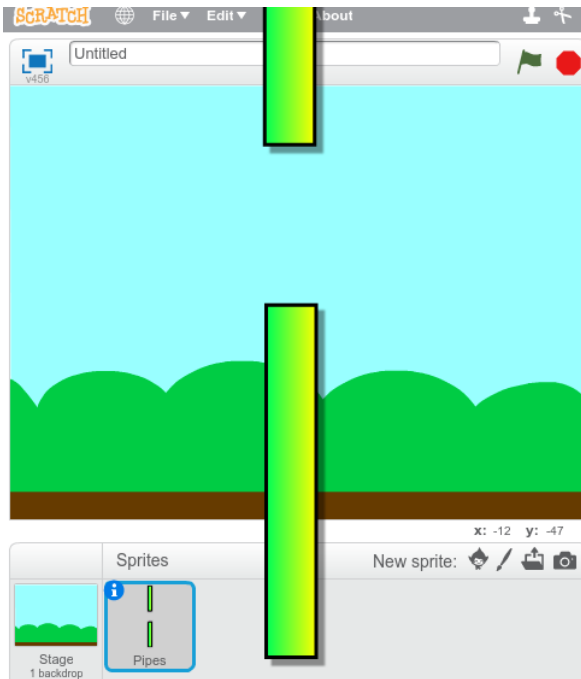 SCRATCH File▾ Edit▾ About
v456
Untitled
x: -12 y: -47
Sprites New sprite:
Stage
1 backdrop
Pipes